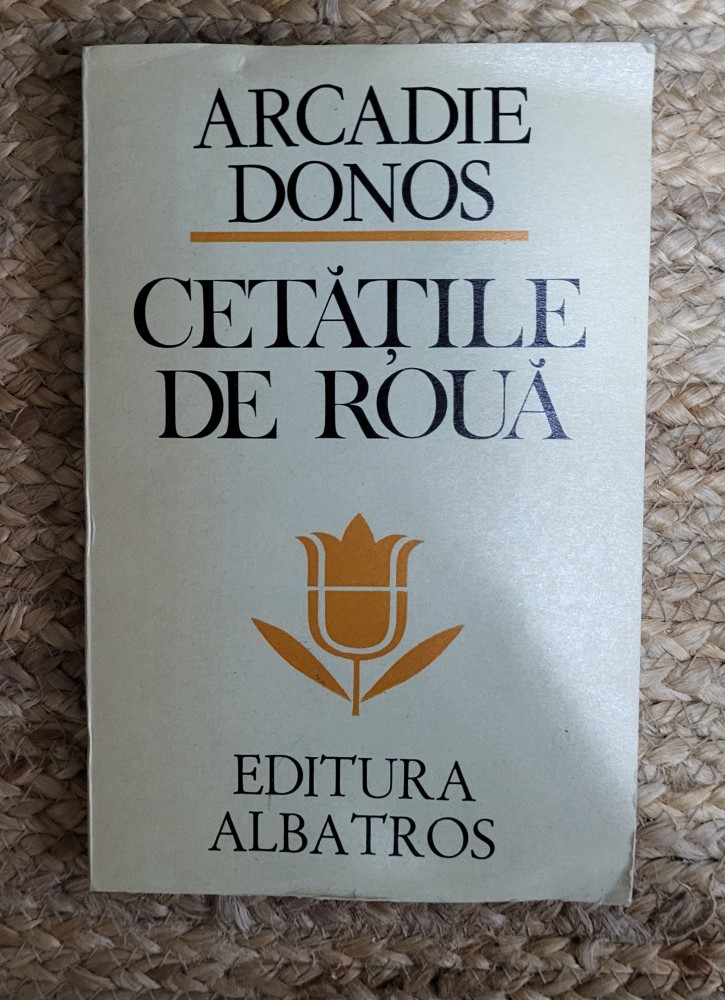 ARCADIE
DONOS
CETĂȚILE
DE ROUĂ
EDITURA
ALBATROS